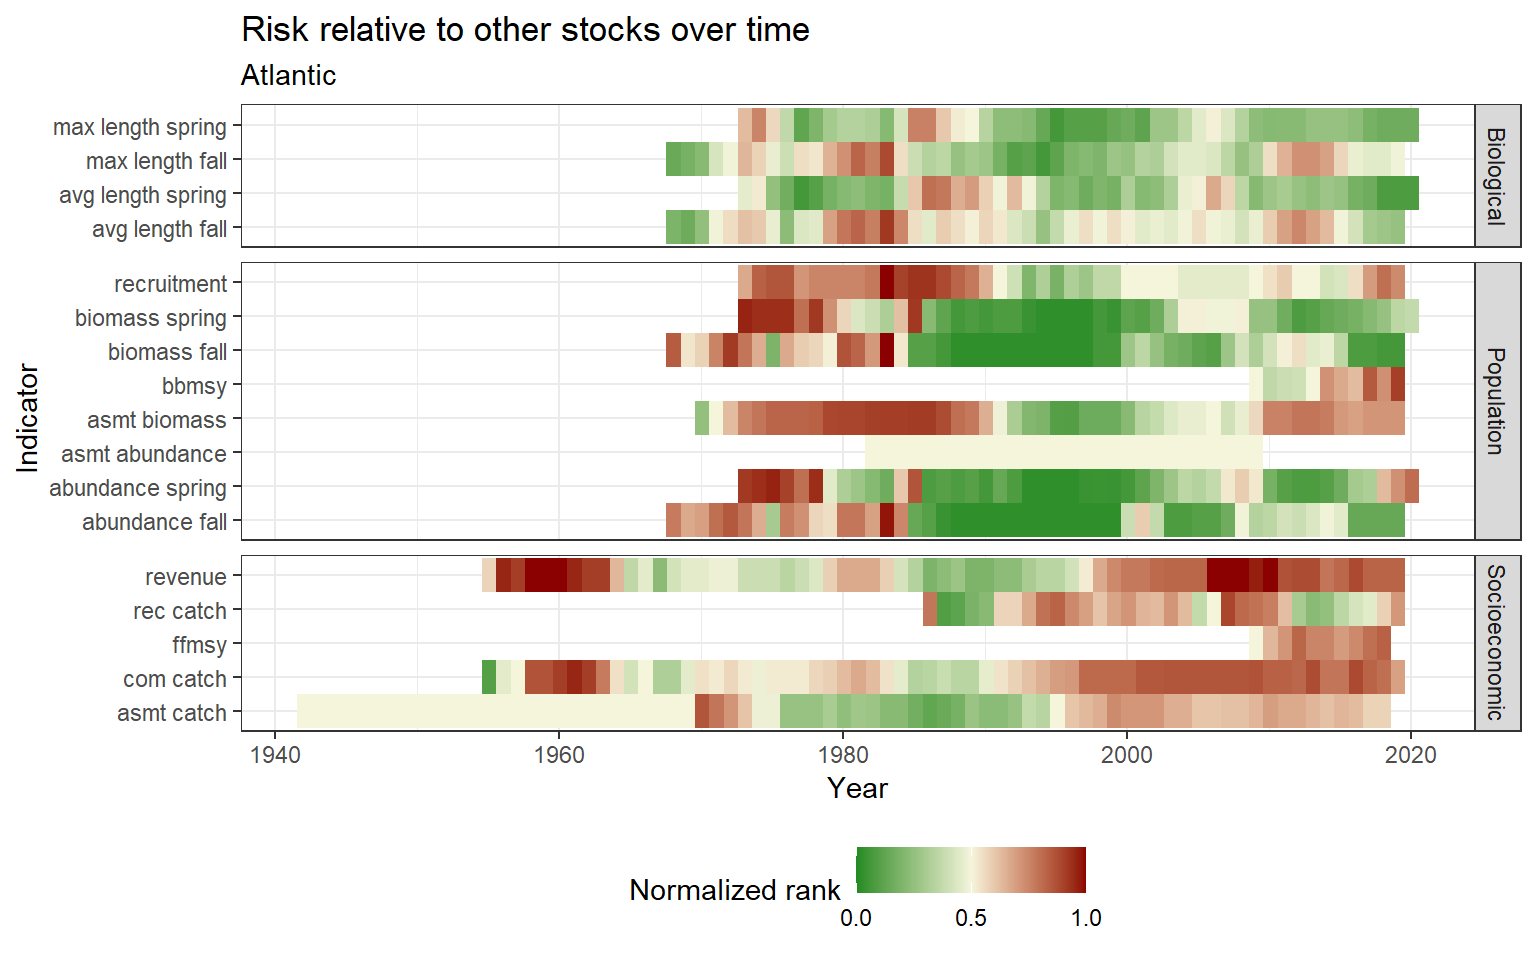 Risk relative to other stocks over time
Atlantic
max length spring
max length fall
avg length spring
avg length fall
Biological
recruitment
biomass spring
biomass fall
bbmsy
asmt biomass
asmt abundance
abundance spring
abundance fall
Population
revenue
rec catch
ffmsy
com catch
asmt catch
Socioeconomic
Indicator
1940 1960 1980 2000 2020
Year
Normalized rank
0.0 0.5 1.0